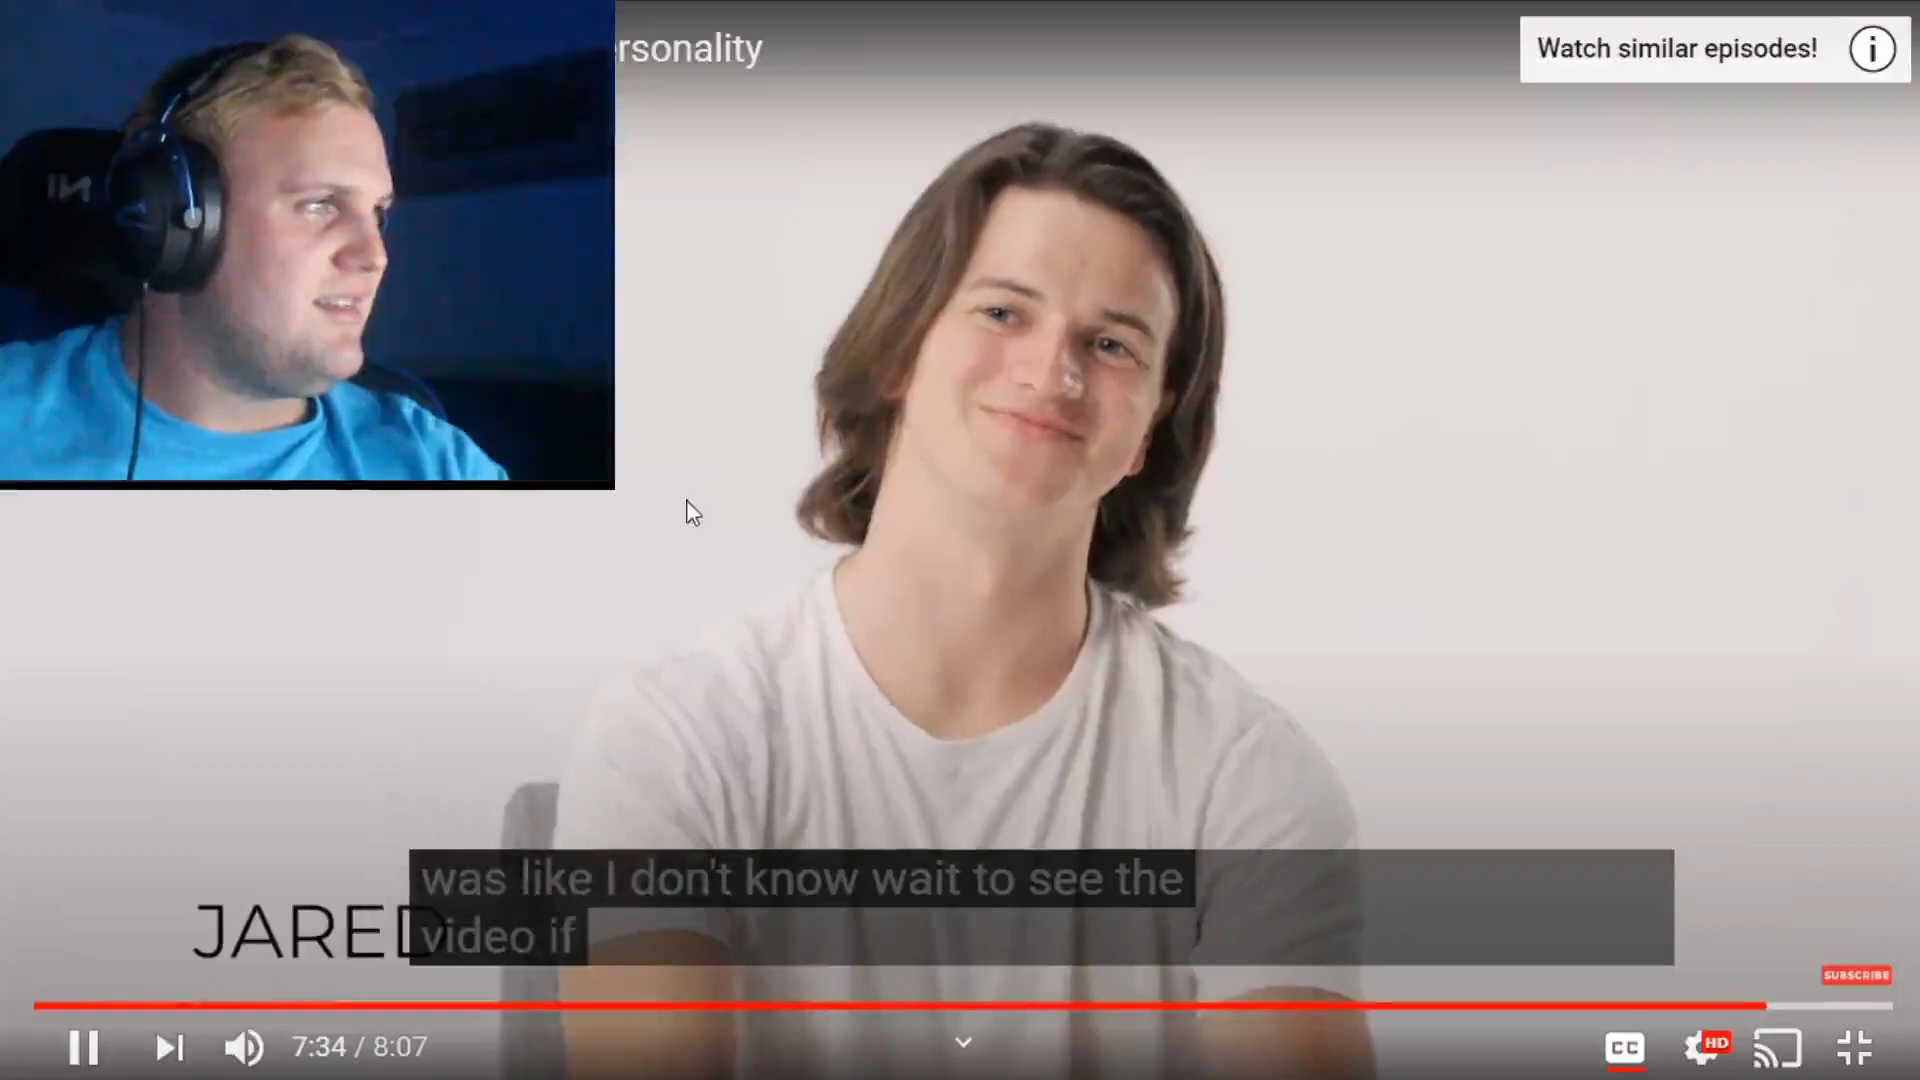 ersonality
Watch similar episodes!
was like I don't know wait to see the
JARED
video if
SUBSCRIBE
7:34 / 8:07
CC
HD